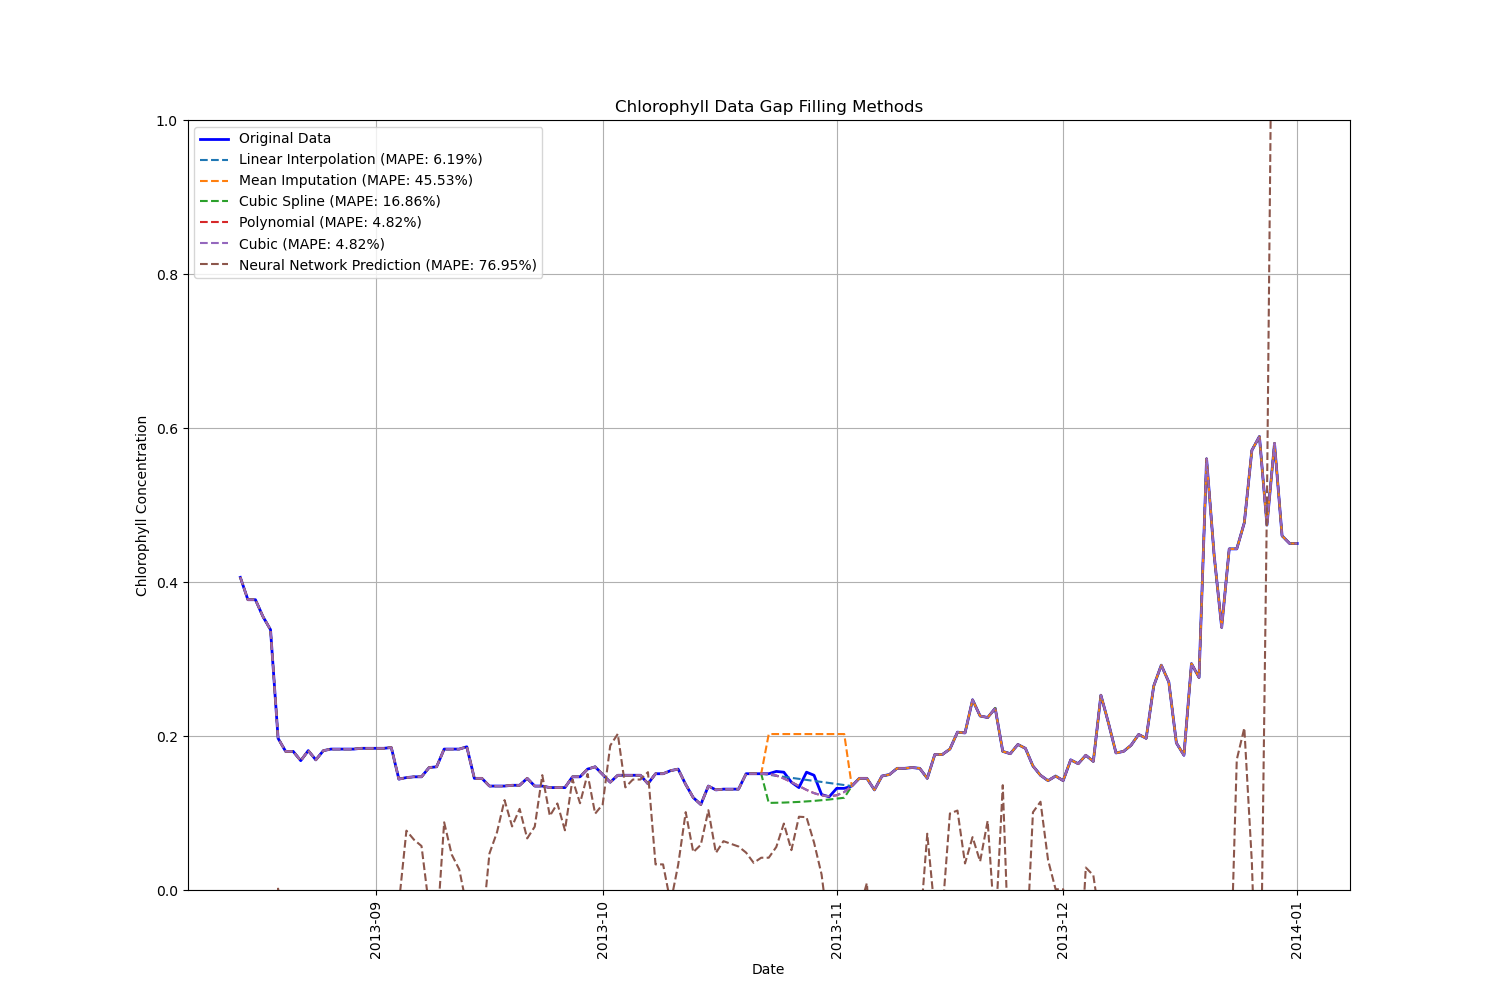 Chlorophyll Data Gap Filling Methods
1.0
0.8
0.6
0.4
0.2
0.0
Chlorophyll Concentration
Original Data
Linear Interpolation (MAPE: 6.19%)
Mean Imputation (MAPE: 45.53%)
Cubic Spline (MAPE: 16.86%)
Polynomial (MAPE: 4.82%)
Cubic (MAPE: 4.82%)
Neural Network Prediction (MAPE: 76.95%)
2013-09
2013-10
2013-11
2013-12
2014-01
Date